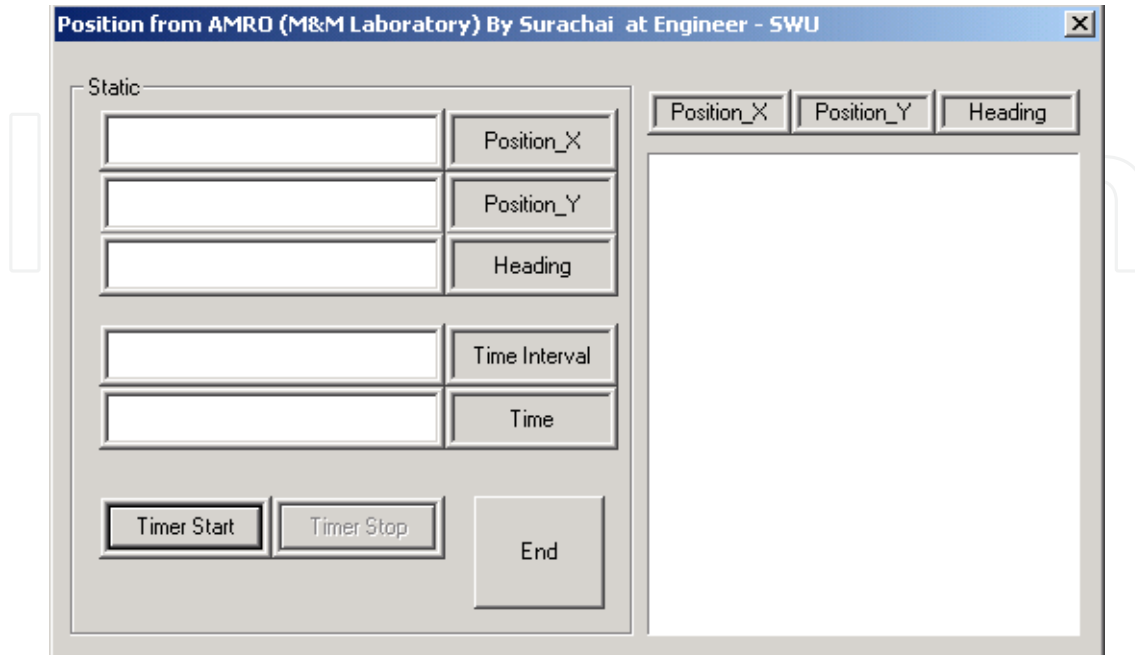 Position from AMRO (M&M Laboratory) By Surachai at Engineer - SWU
Static
Position_X
Position_Y
Heading
Time Interval
Time
Timer Start
Timer Stop
End
Position_X Position_Y Heading